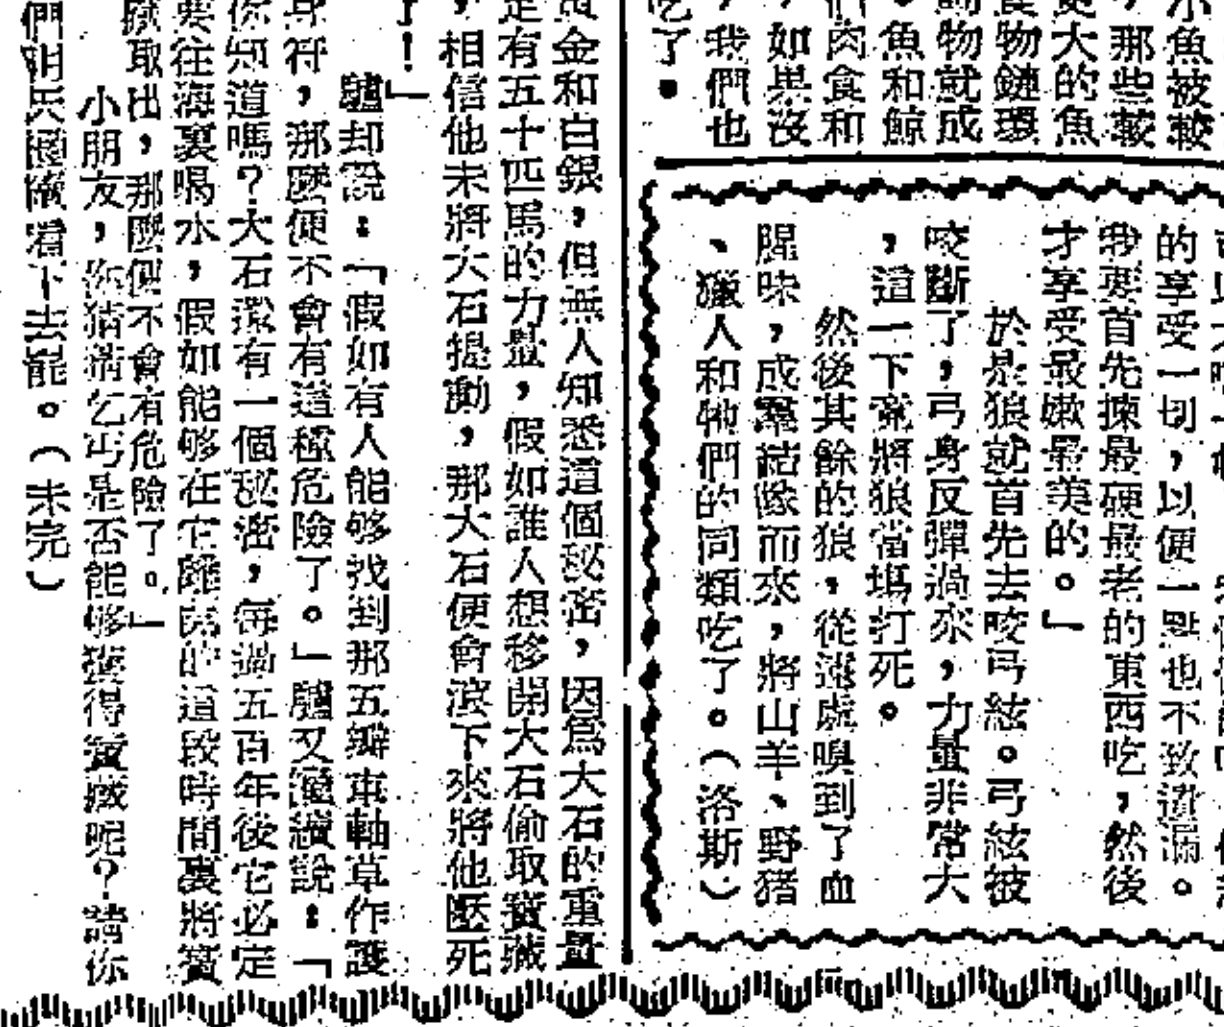 小魚被較
，那些較
更大的魚
食物鏈環
動物就成
。魚和鯨
們肉食和
，如果沒
，我們也
吃了。
的享受一切，以便一點也不致遺漏。
我要首先揀最硬最老的東西吃，然後
才享受最嫩最美的。」
於是狼就首先去咬弓絃。弓絃被
咬斷了，弓身反彈過來，力量非常大
，這一下竟將狼當塲打死。
然後其餘的狼，從遠處嗅到了血
腥味，成羣結隊而來，將山羊、野猪
、獵人和牠們的同類吃了。（洛斯）
黃金和白銀，但無人知悉這個秘密，因爲大石的重量
足有五十匹馬的力量，假如誰人想移開大石偷取寶藏
，相信他未將大石提動，那大石便會滾下來將他壓死
了！」
驢却說：「假如有人能够找到那五瓣車軸草作護
身符，那麼便不會有這種危險了。」驢又繼續說：「
你知道嗎？大石還有一個秘密，每過五百年後它必定
要往海裏喝水，假如能够在它離開的這段時間裏將寶
藏取出，那麼便不會有危險了。」
小朋友，你猜猜乞丐是否能够獲得寶藏呢？請你
們明天繼續看下去罷。（未完）